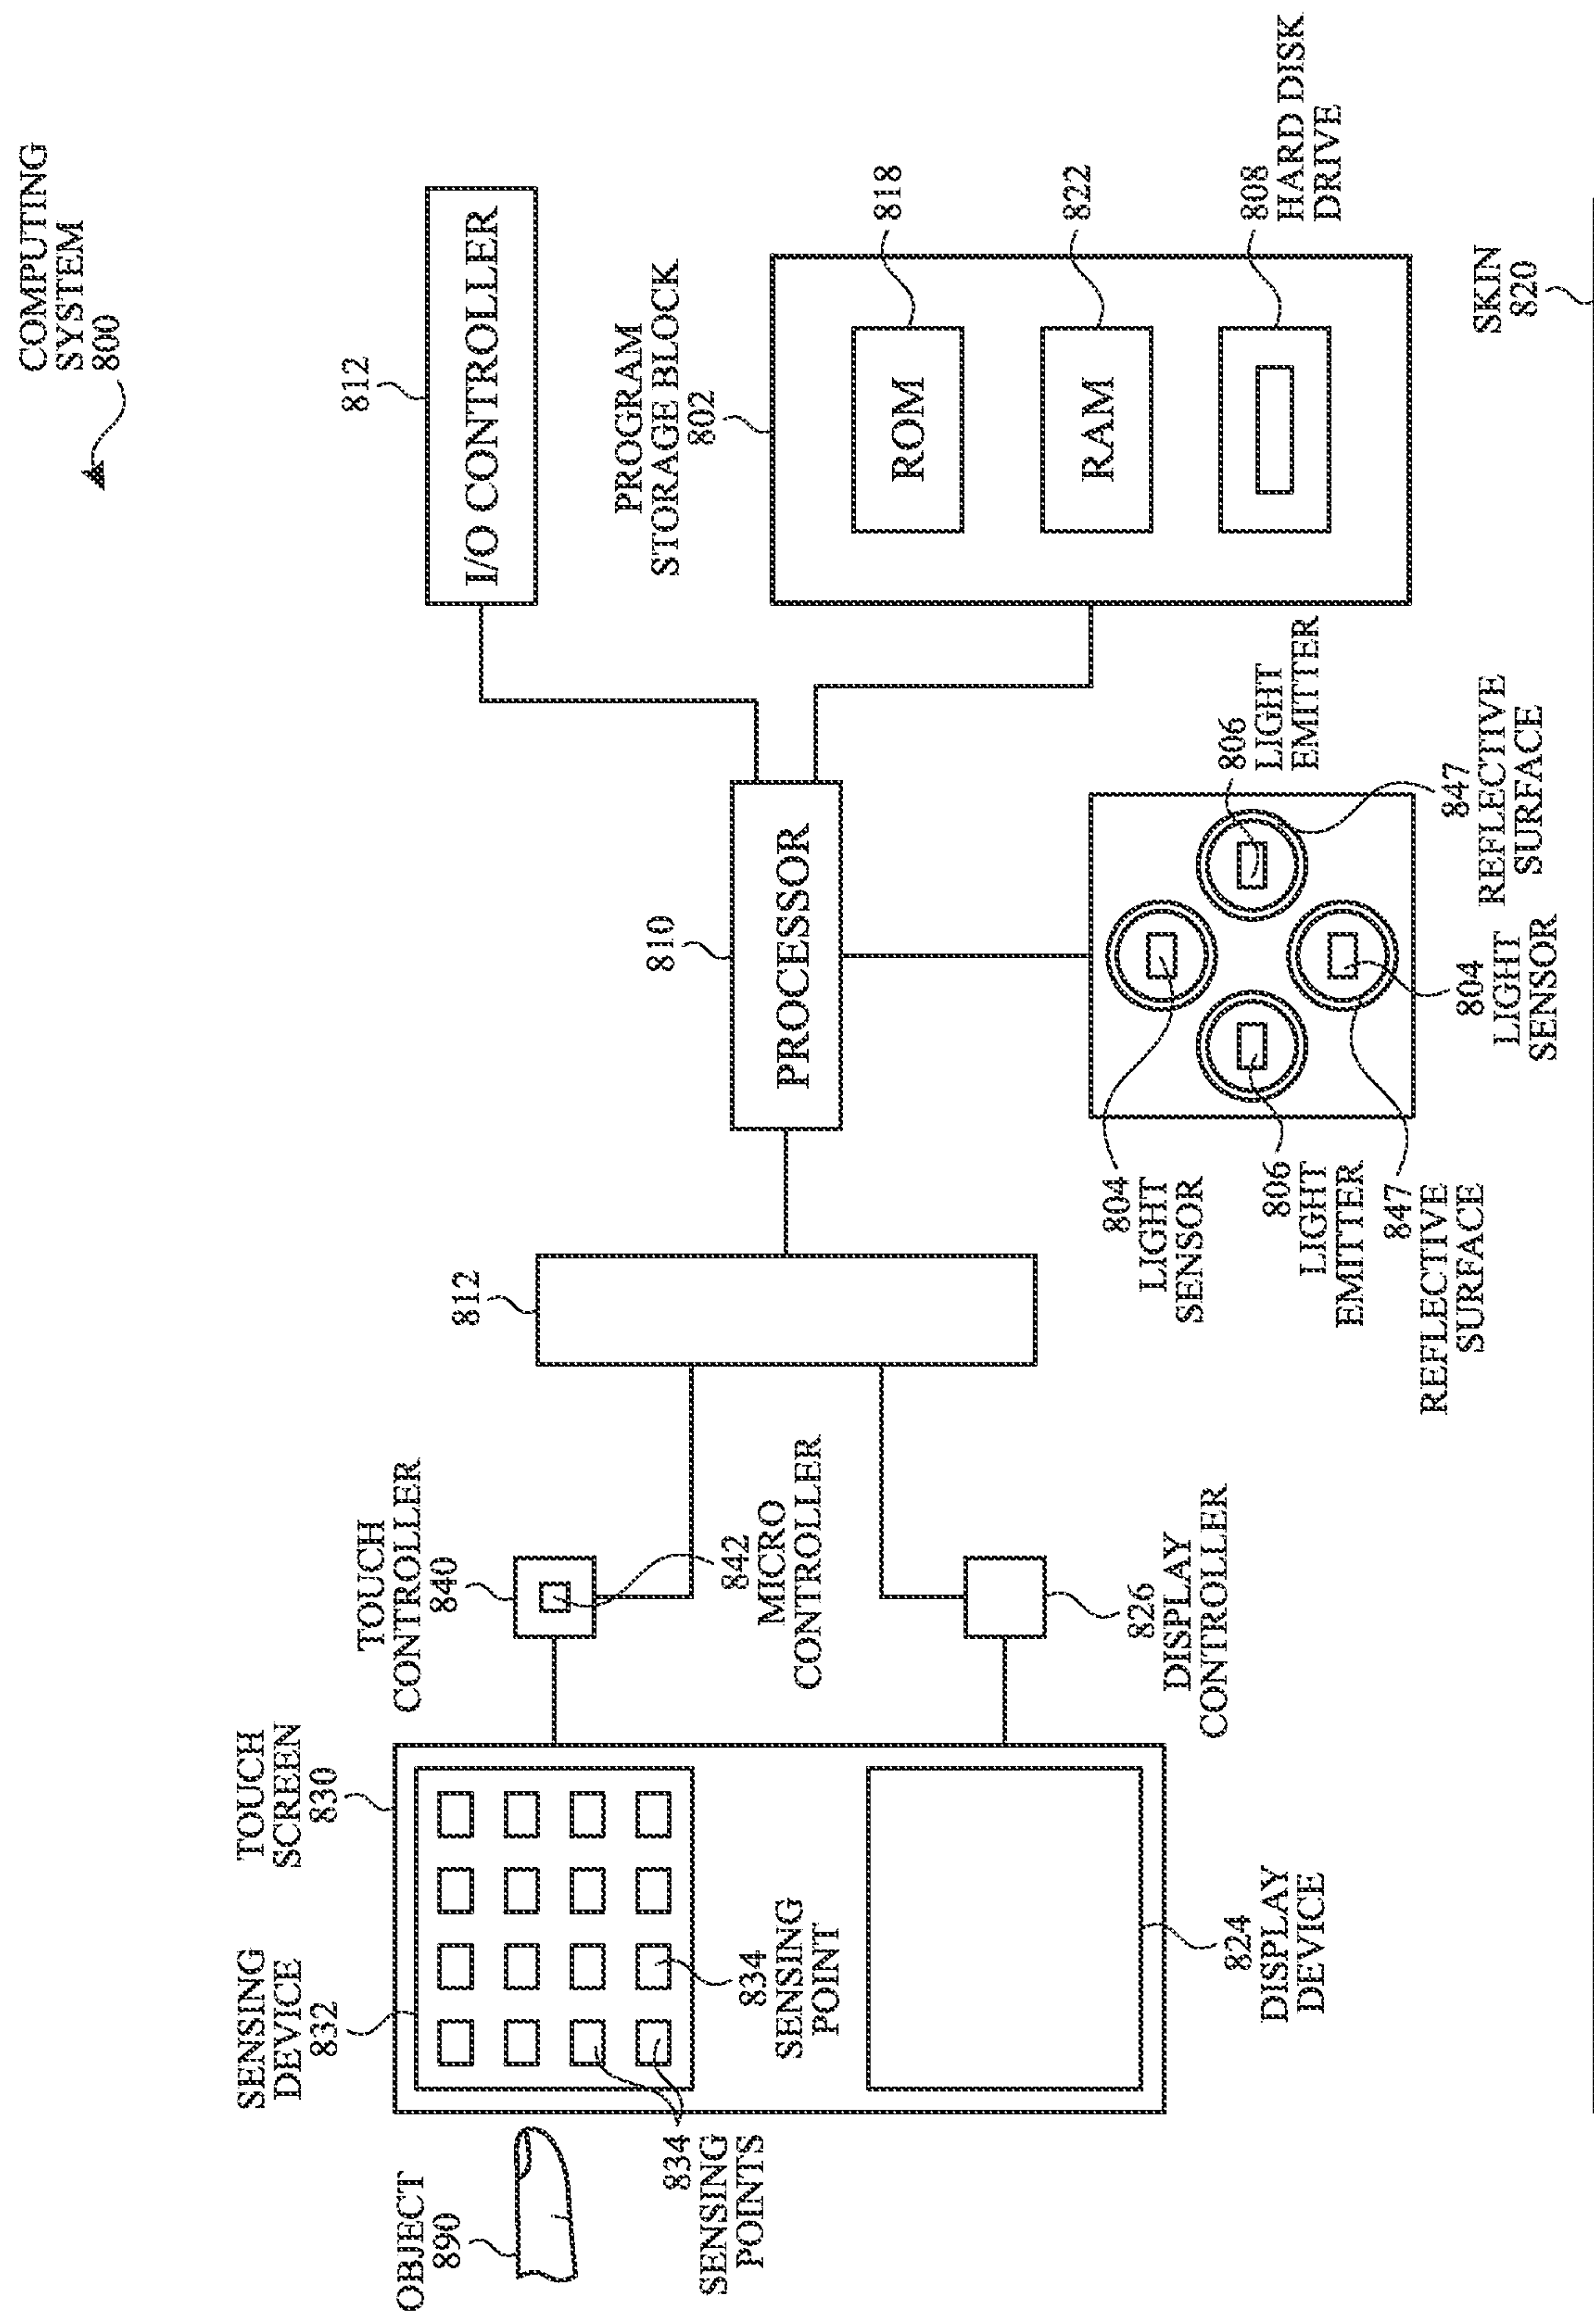 COMPUTING
SYSTEM
800
812
I/O CONTROLLER
PROGRAM
STORAGE BLOCK
802
ROM
818
RAM
822
808
HARD DISK
DRIVE
810
PROCESSOR
806
LIGHT
EMITTER
847
REFLECTIVE
SURFACE
804
LIGHT
SENSOR
804
LIGHT
SENSOR
806
LIGHT
EMITTER
847
REFLECTIVE
SURFACE
SKIN
820
812
TOUCH
CONTROLLER
840
842
MICRO
CONTROLLER
826
DISPLAY
CONTROLLER
TOUCH
SCREEN
830
SENSING
DEVICE
832
834
SENSING
POINT
824
DISPLAY
DEVICE
OBJECT
890
834
SENSING
POINTS